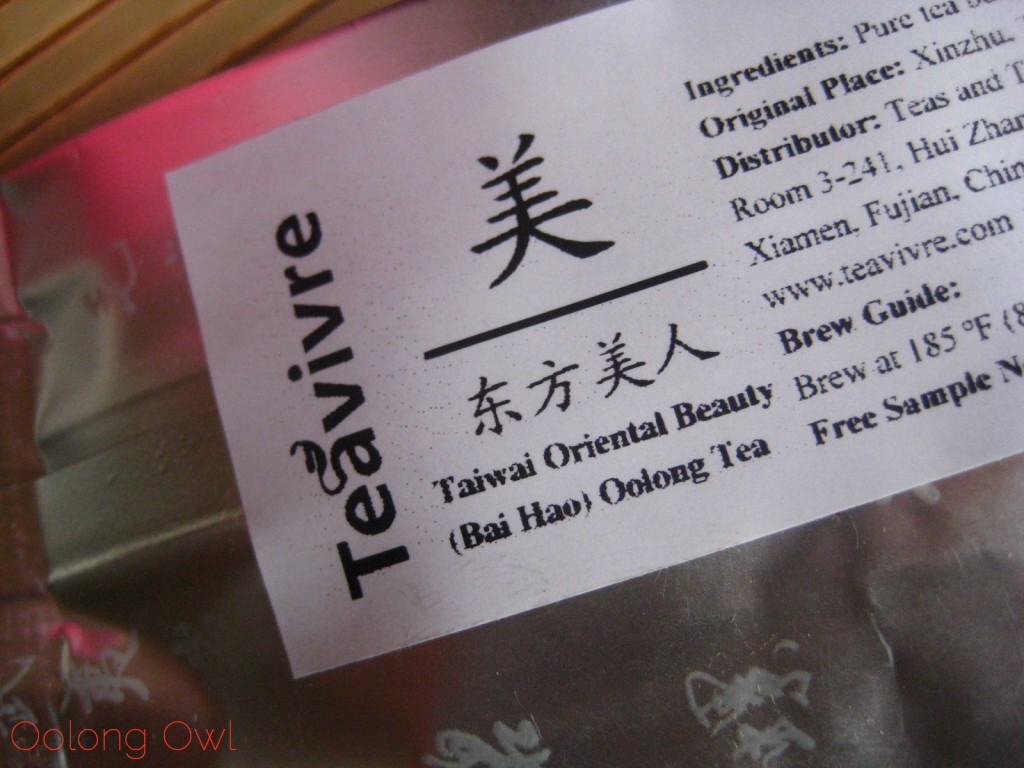 Teavivre
美
东方美人
Taiwai Oriental Beauty
(Bai Hao) Oolong Tea
Ingredients: Pure tea
Original Place: Xinzhu,
Distributor: Teas and
Room 3-241, Hui
Xiamen, Fujian,
www.teavivre.com
Brew Guide:
Brew at 185 °F
Free Sample
Oolong Owl